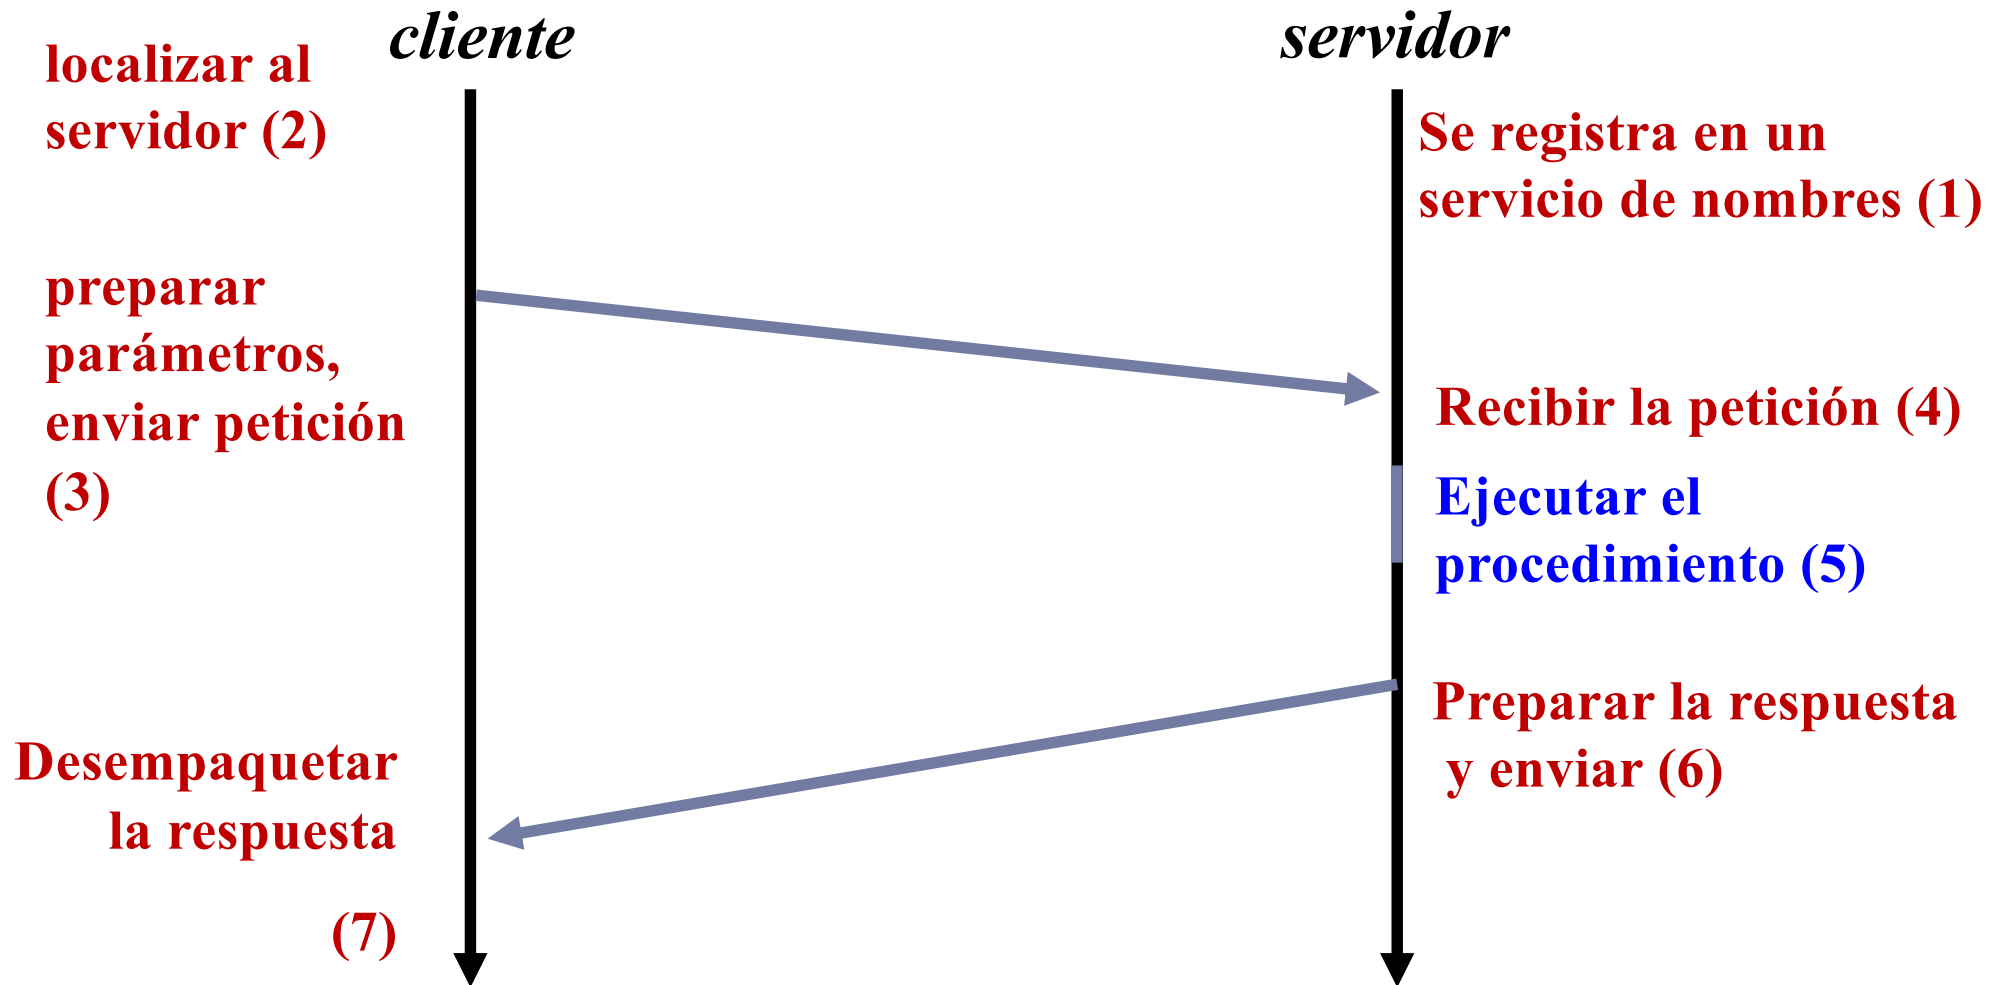 cliente
servidor
localizar al
servidor (2)
Se registra en un
servicio de nombres (1)
preparar
parámetros,
enviar petición
(3)
Recibir la petición (4)
Ejecutar el
procedimiento (5)
Preparar la respuesta
y enviar (6)
Desempaquetar
la respuesta
(7)